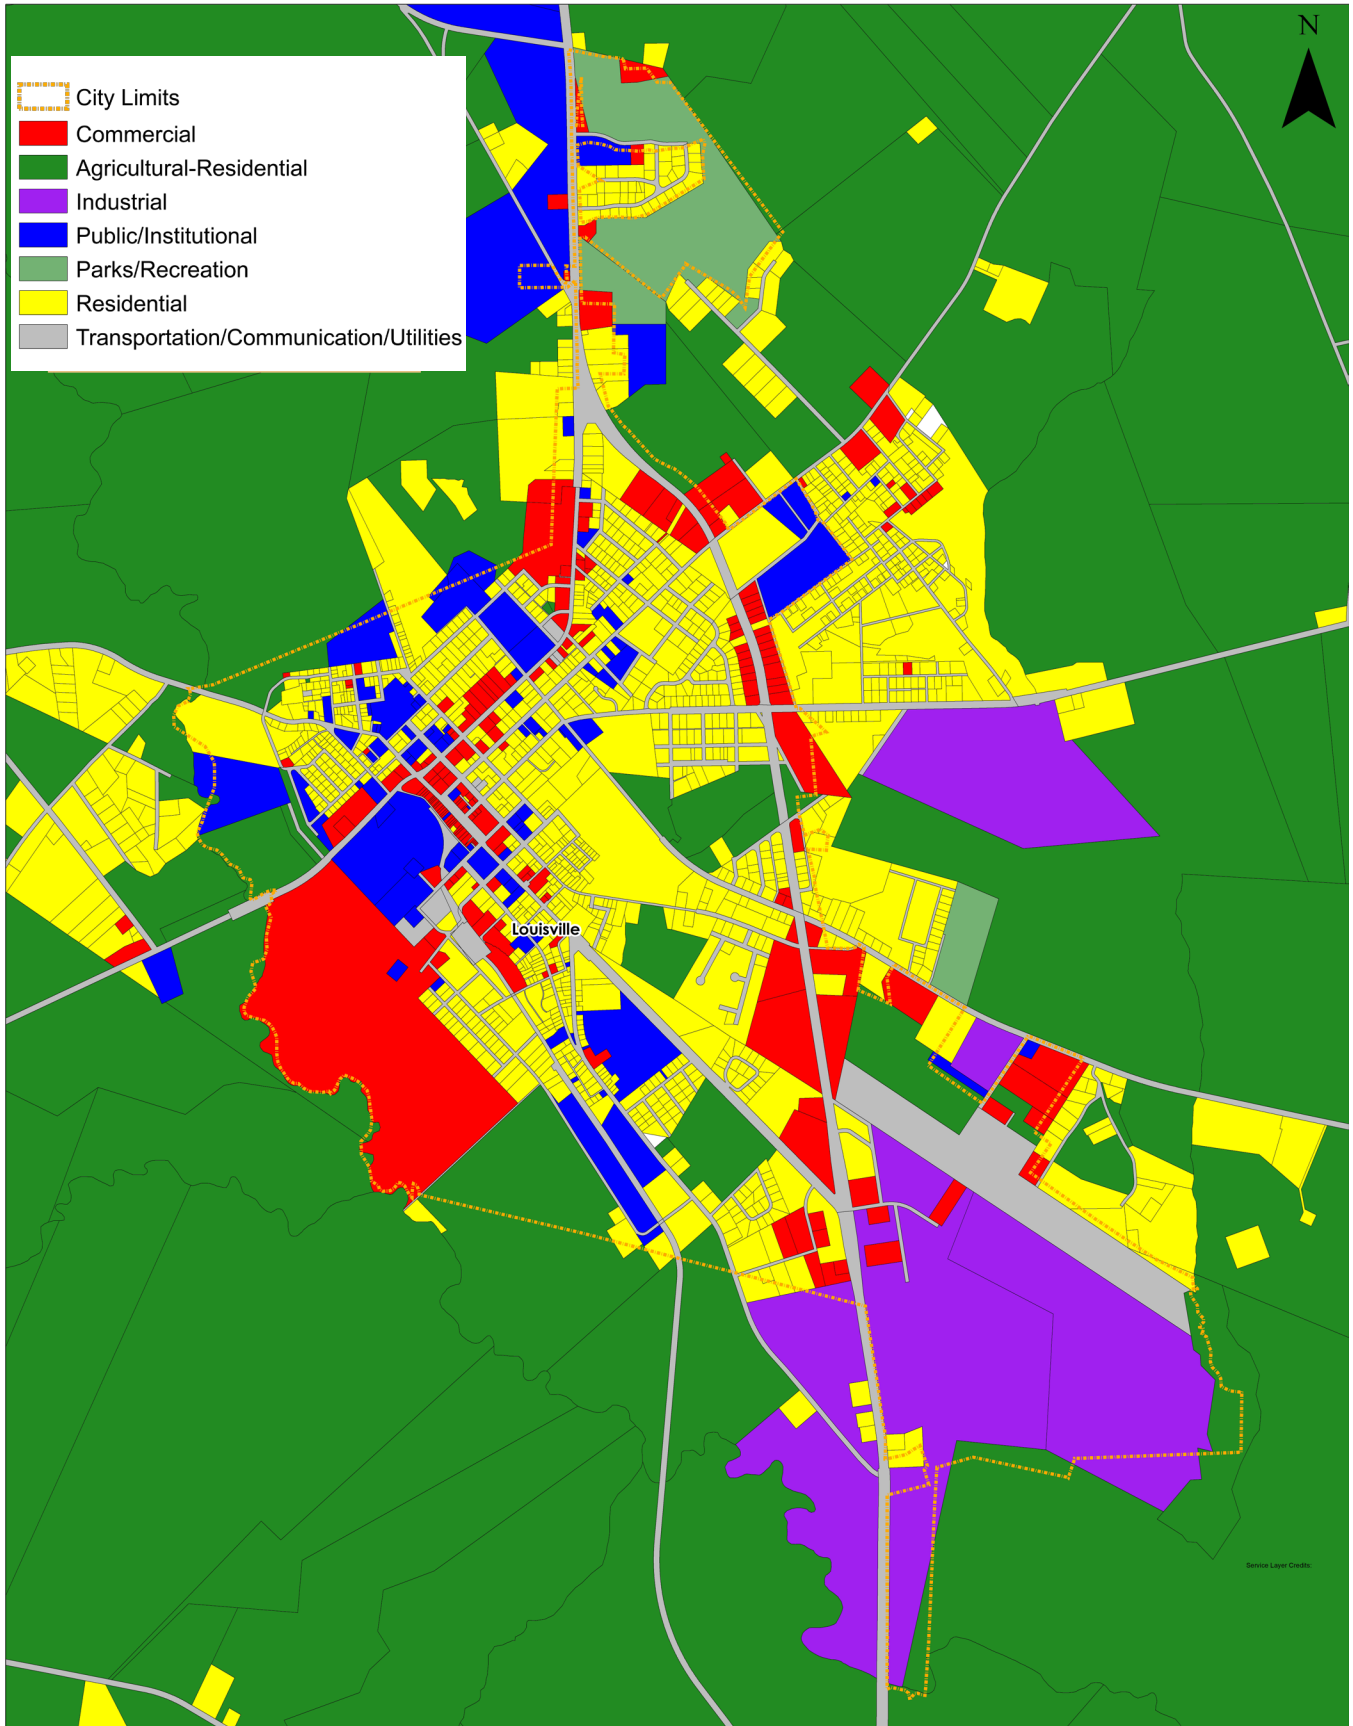 N
City Limits
Commercial
Agricultural-Residential
Industrial
Public/Institutional
Parks/Recreation
Residential
Transportation/Communication/Utilities
Louisville
Service Layer Credits: